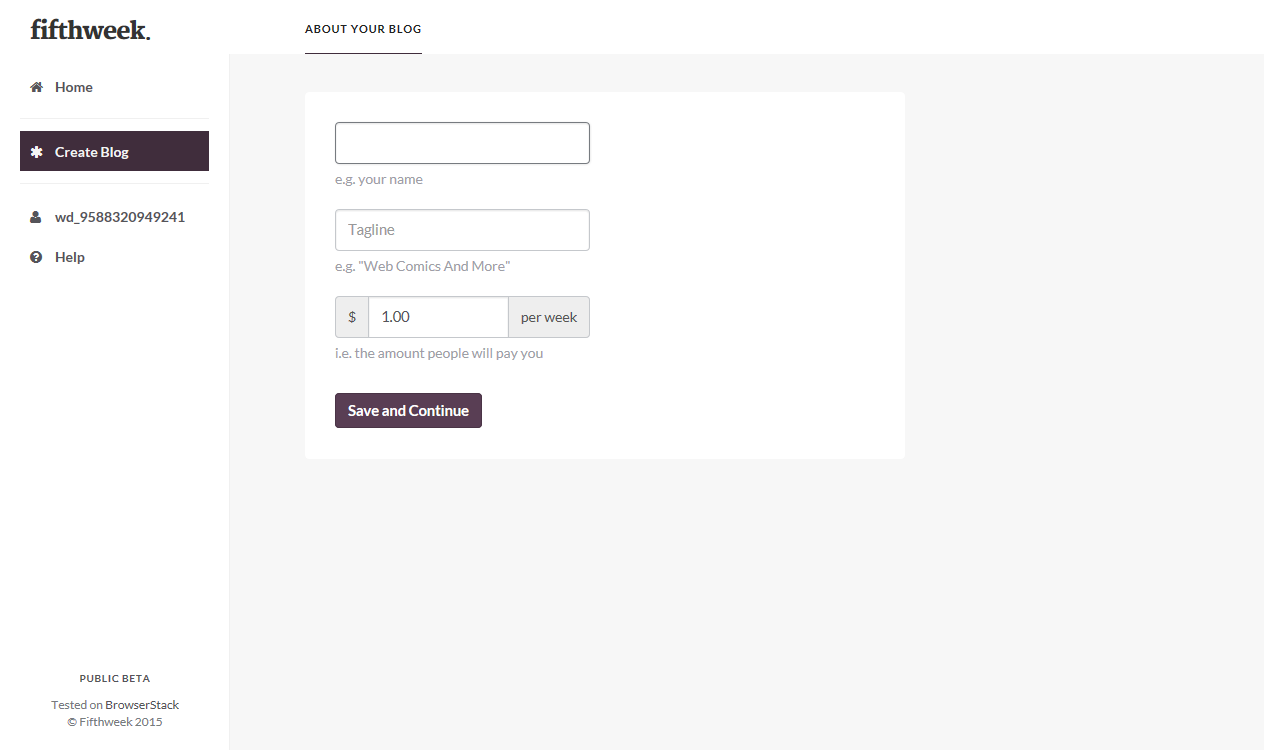 fifthweek.
ABOUT YOUR BLOG
Home
Create Blog
wd_9588320949241
Help
e.g. your name
Tagline
e.g. "Web Comics And More"
$ 1.00 per week
i.e. the amount people will pay you
Save and Continue
PUBLIC BETA
Tested on BrowserStack
© Fifthweek 2015